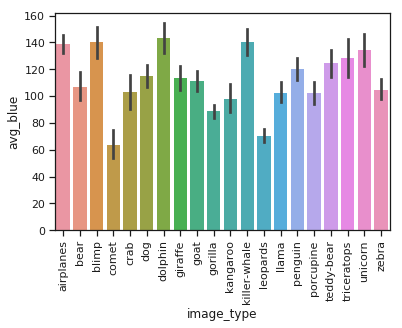 160
140
120
100
80
60
40
20
0
avg_blue
airplanes
bear
blimp
comet
crab
dog
dolphin
giraffe
goat
gorilla
kangaroo
killer-whale
leopards
llama
penguin
porcupine
teddy-bear
triceratops
unicorn
zebra
image_type